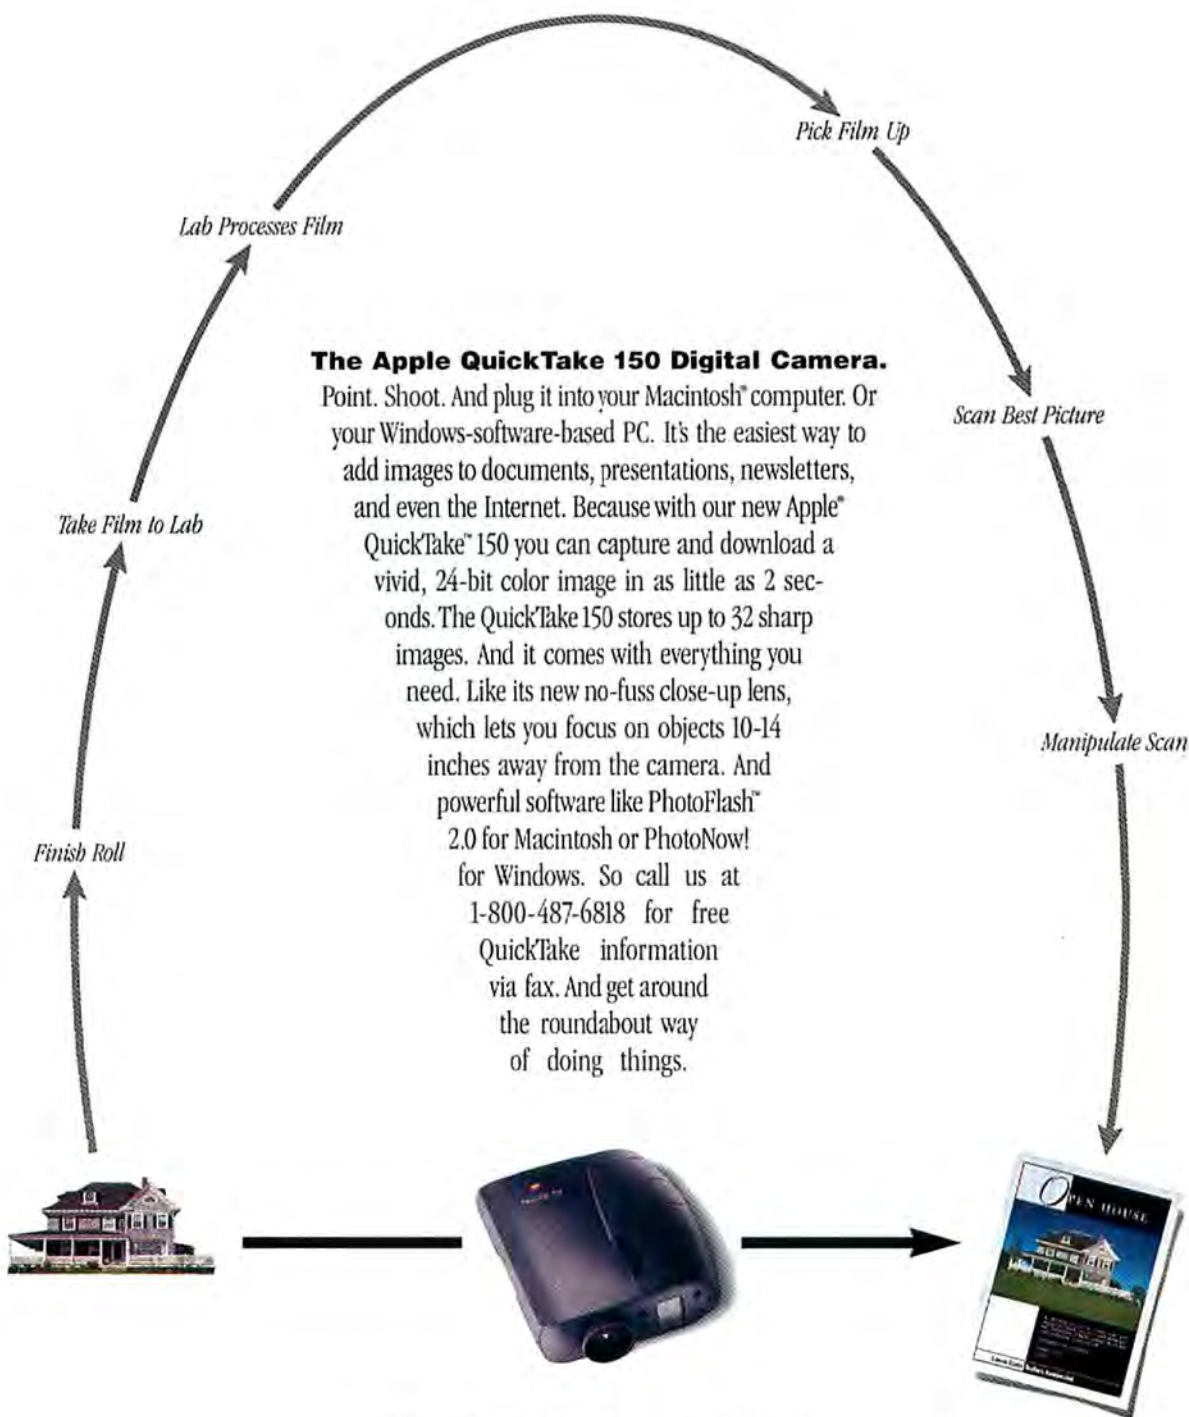 Pick Film Up
Lab Processes Film
The Apple QuickTake 150 Digital Camera.
Point. Shoot. And plug it into your Macintosh® computer. Or
your Windows-software-based PC. It's the easiest way to
add images to documents, presentations, newsletters,
and even the Internet. Because with our new Apple®
QuickTake™ 150 you can capture and download a
vivid, 24-bit color image in as little as 2 sec-
onds. The QuickTake 150 stores up to 32 sharp
images. And it comes with everything you
need. Like its new no-fuss close-up lens,
which lets you focus on objects 10-14
inches away from the camera. And
powerful software like PhotoFlash™
2.0 for Macintosh or PhotoNow!
for Windows. So call us at
1-800-487-6818 for free
QuickTake information
via fax. And get around
the roundabout way
of doing things.
Scan Best Picture
Take Film to Lab
Manipulate Scan
Finish Roll
OPEN HOUSE